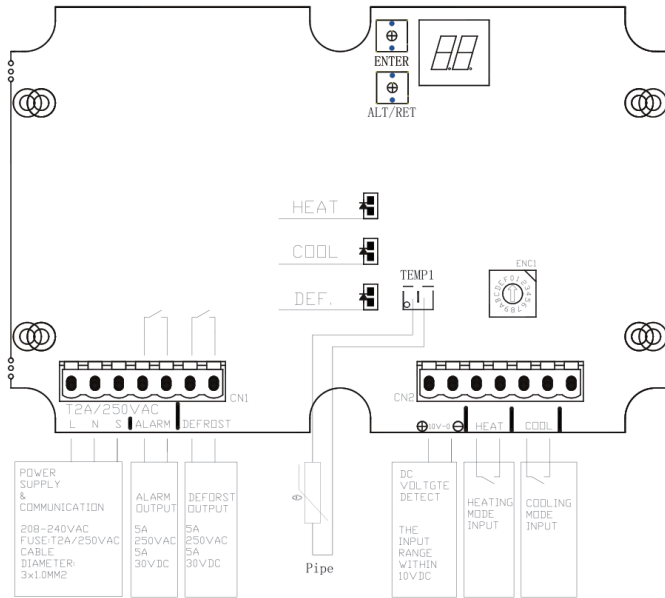 ENTER
ALT/RET
HEAT
COOL
DEF.
TEMP1
ENC1
CDEF0123456789AB
CN1
CN2
T2A/250VAC
L N S ALARM DEFROST
10V-0 HEAT COOL
POWER
SUPPLY
&
COMMUNICATION
208-240VAC
FUSE:T2A/250VAC
CABLE
DIAMETER:
3x1.0MM2
ALARM
OUTPUT
5A
250VAC
5A
30VDC
DEFORST
OUTPUT
5A
250VAC
5A
30VDC
θ
Pipe
DC
VOLTGTE
DETECT
THE
INPUT
RANGE
WITHIN
10VDC
HEATING
MODE
INPUT
COOLING
MODE
INPUT